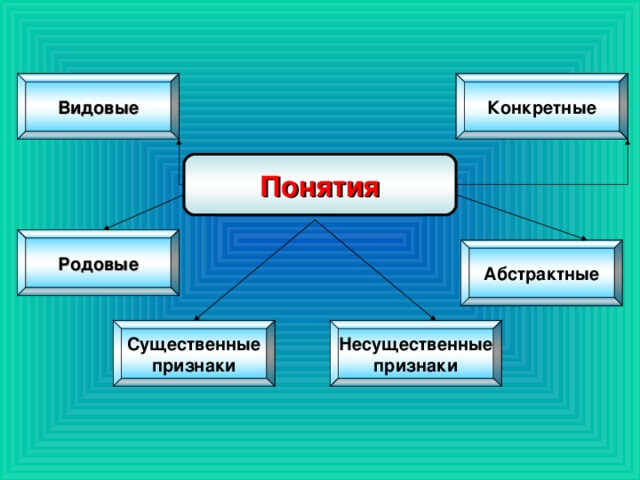 Видовые
Конкретные
Понятия
Родовые
Абстрактные
Существенные
признаки
Несущественные
признаки